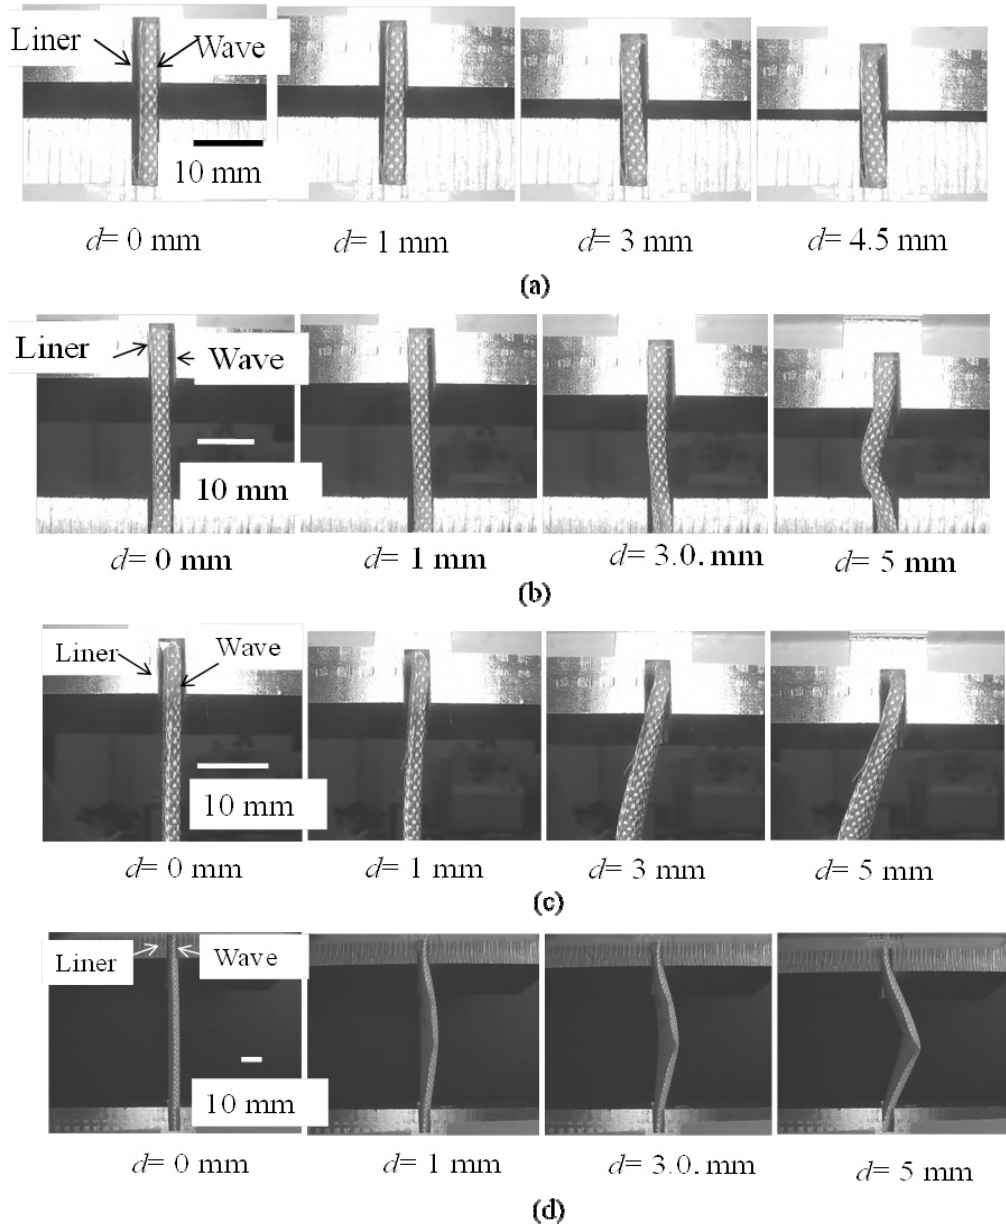 Liner Wave
10 mm
d= 0 mm d= 1 mm d= 3 mm d= 4.5 mm
(a)
Liner Wave
10 mm
d= 0 mm d= 1 mm d= 3.0. mm d= 5 mm
(b)
Liner Wave
10 mm
d= 0 mm d= 1 mm d= 3 mm d= 5 mm
(c)
Liner Wave
10 mm
d= 0 mm d= 1 mm d= 3.0. mm d= 5 mm
(d)